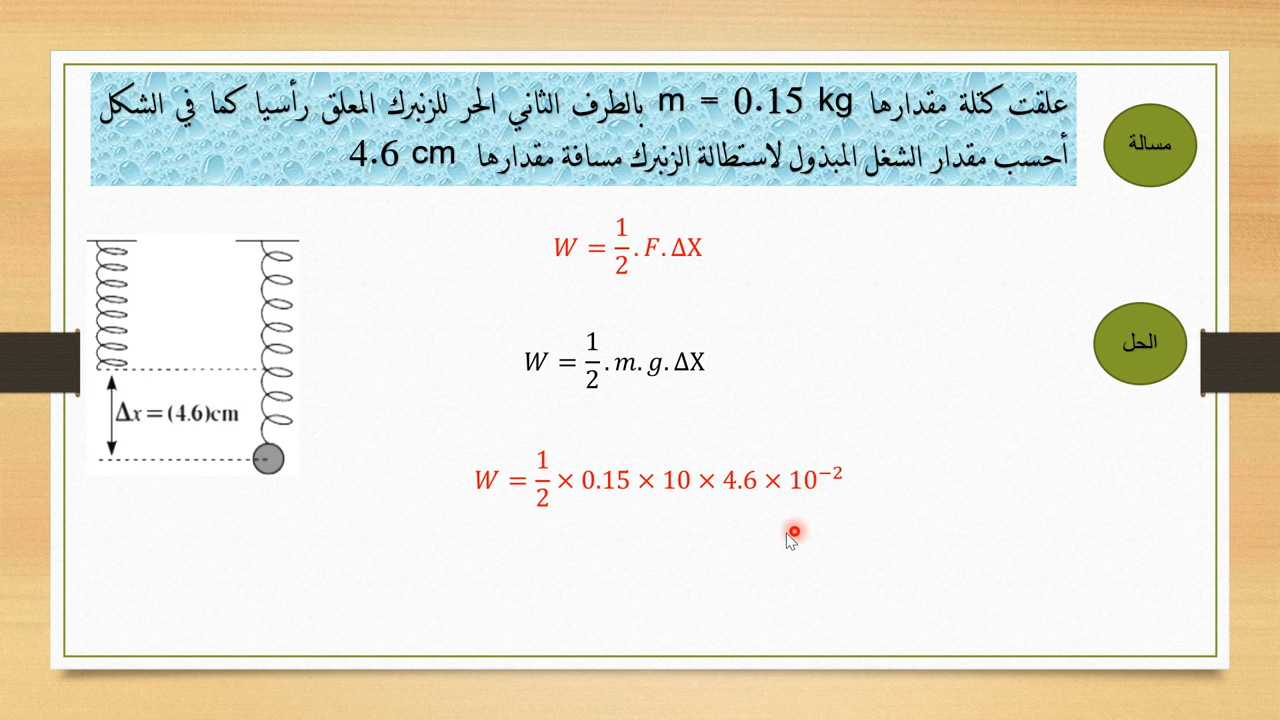 علقت كتلة مقدارها m = 0.15 kg بالطرف الثاني الحر للزنبرك المعلق رأسيا كما في الشكل
أحسب مقدار الشغل المبذول لاستطالة الزنبرك مسافة مقدارها 4.6 cm
مسالة
W = 1/2 . F . ΔX
الحل
W = 1/2 . m . g . ΔX
Δx = (4.6)cm
W = 1/2 × 0.15 × 10 × 4.6 × 10⁻²